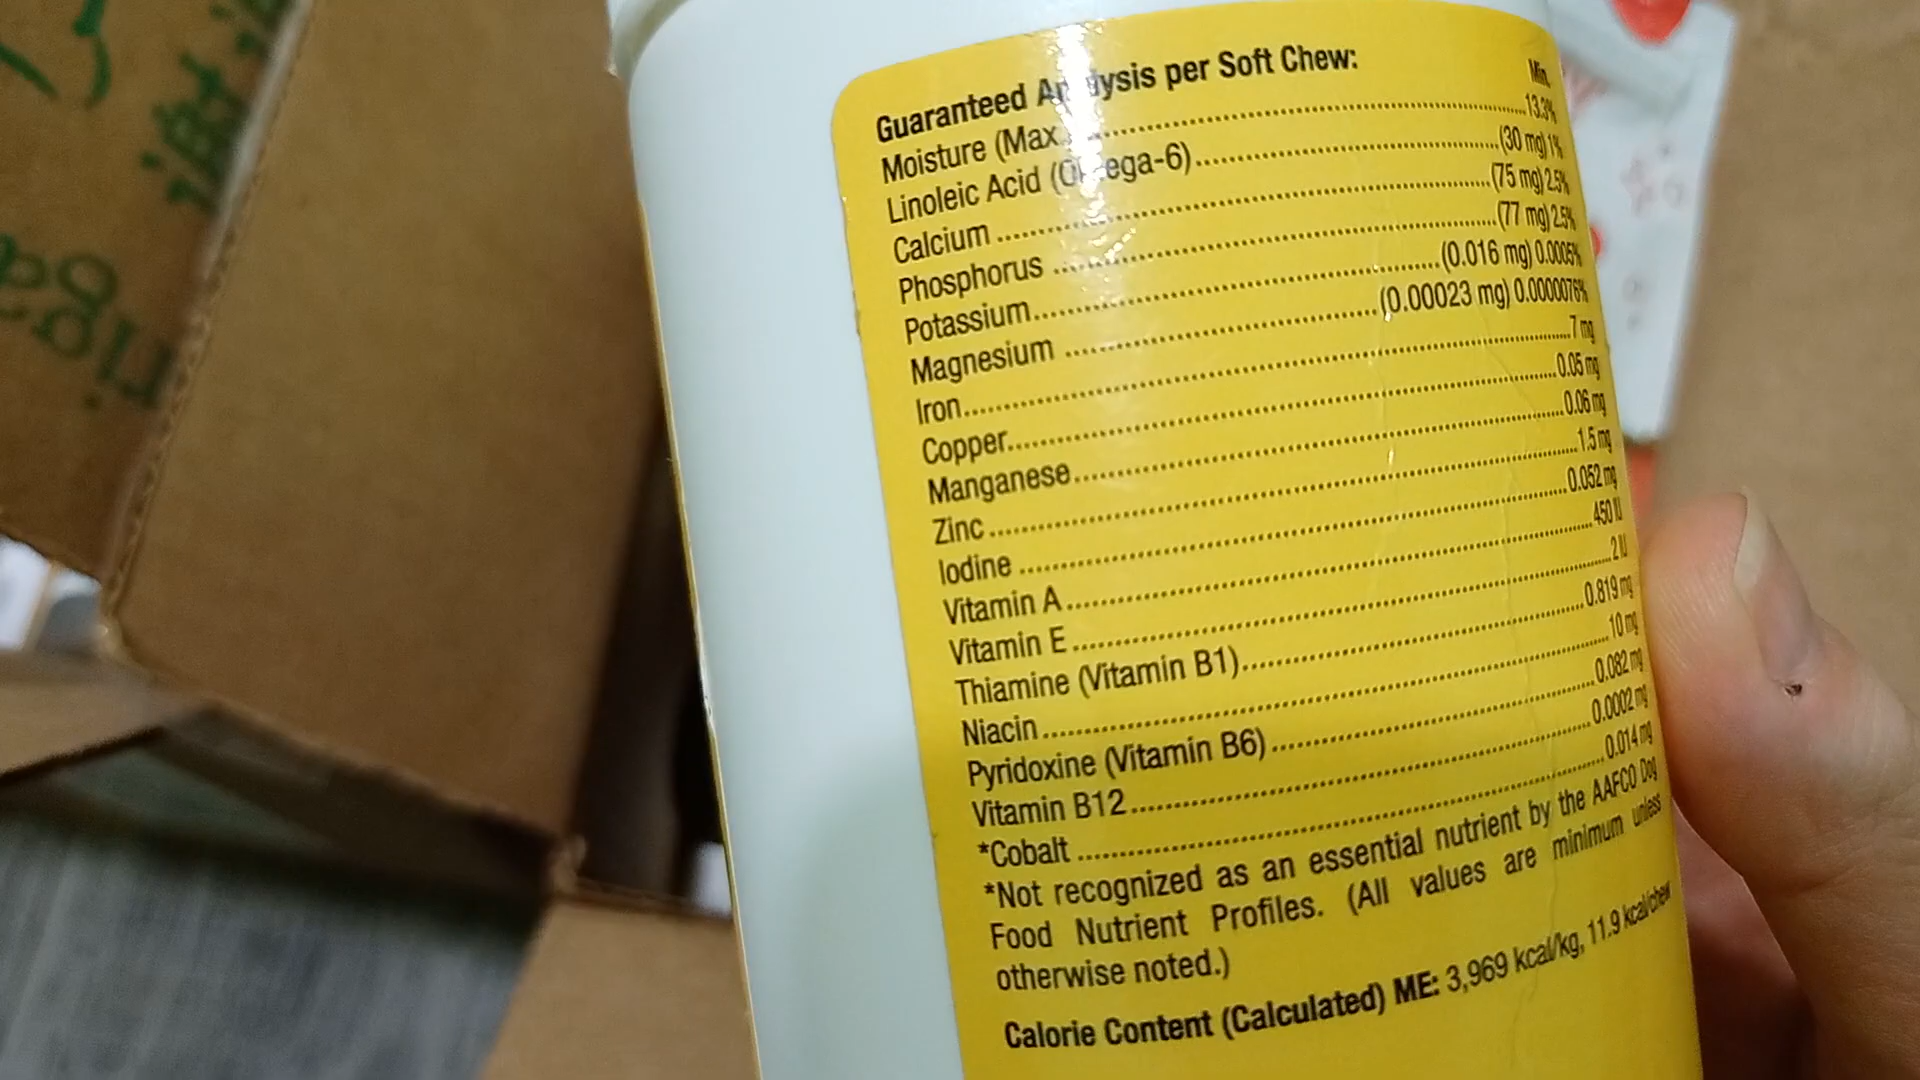 Guaranteed Analysis per Soft Chew:
Min.
Moisture (Max.) ........ 13.3%
Linoleic Acid (Omega-6) ........ (30 mg) 1%
Calcium ........ (75 mg) 2.5%
Phosphorus ........ (77 mg) 2.5%
Potassium ........ (0.016 mg) 0.0005%
Magnesium ........ (0.00023 mg) 0.0000076%
Iron ........ 7 mg
Copper ........ 0.05 mg
Manganese ........ 0.06 mg
Zinc ........ 1.5 mg
Iodine ........ 0.052 mg
Vitamin A ........ 450 IU
Vitamin E ........ 2 IU
Thiamine (Vitamin B1) ........ 0.819 mg
Niacin ........ 10 mg
Pyridoxine (Vitamin B6) ........ 0.082 mg
Vitamin B12 ........ 0.0002 mg
*Cobalt ........ 0.014 mg
*Not recognized as an essential nutrient by the AAFCO Dog
Food Nutrient Profiles. (All values are minimum unless
otherwise noted.)
Calorie Content (Calculated) ME: 3,969 kcal/kg, 11.9 kcal/chew